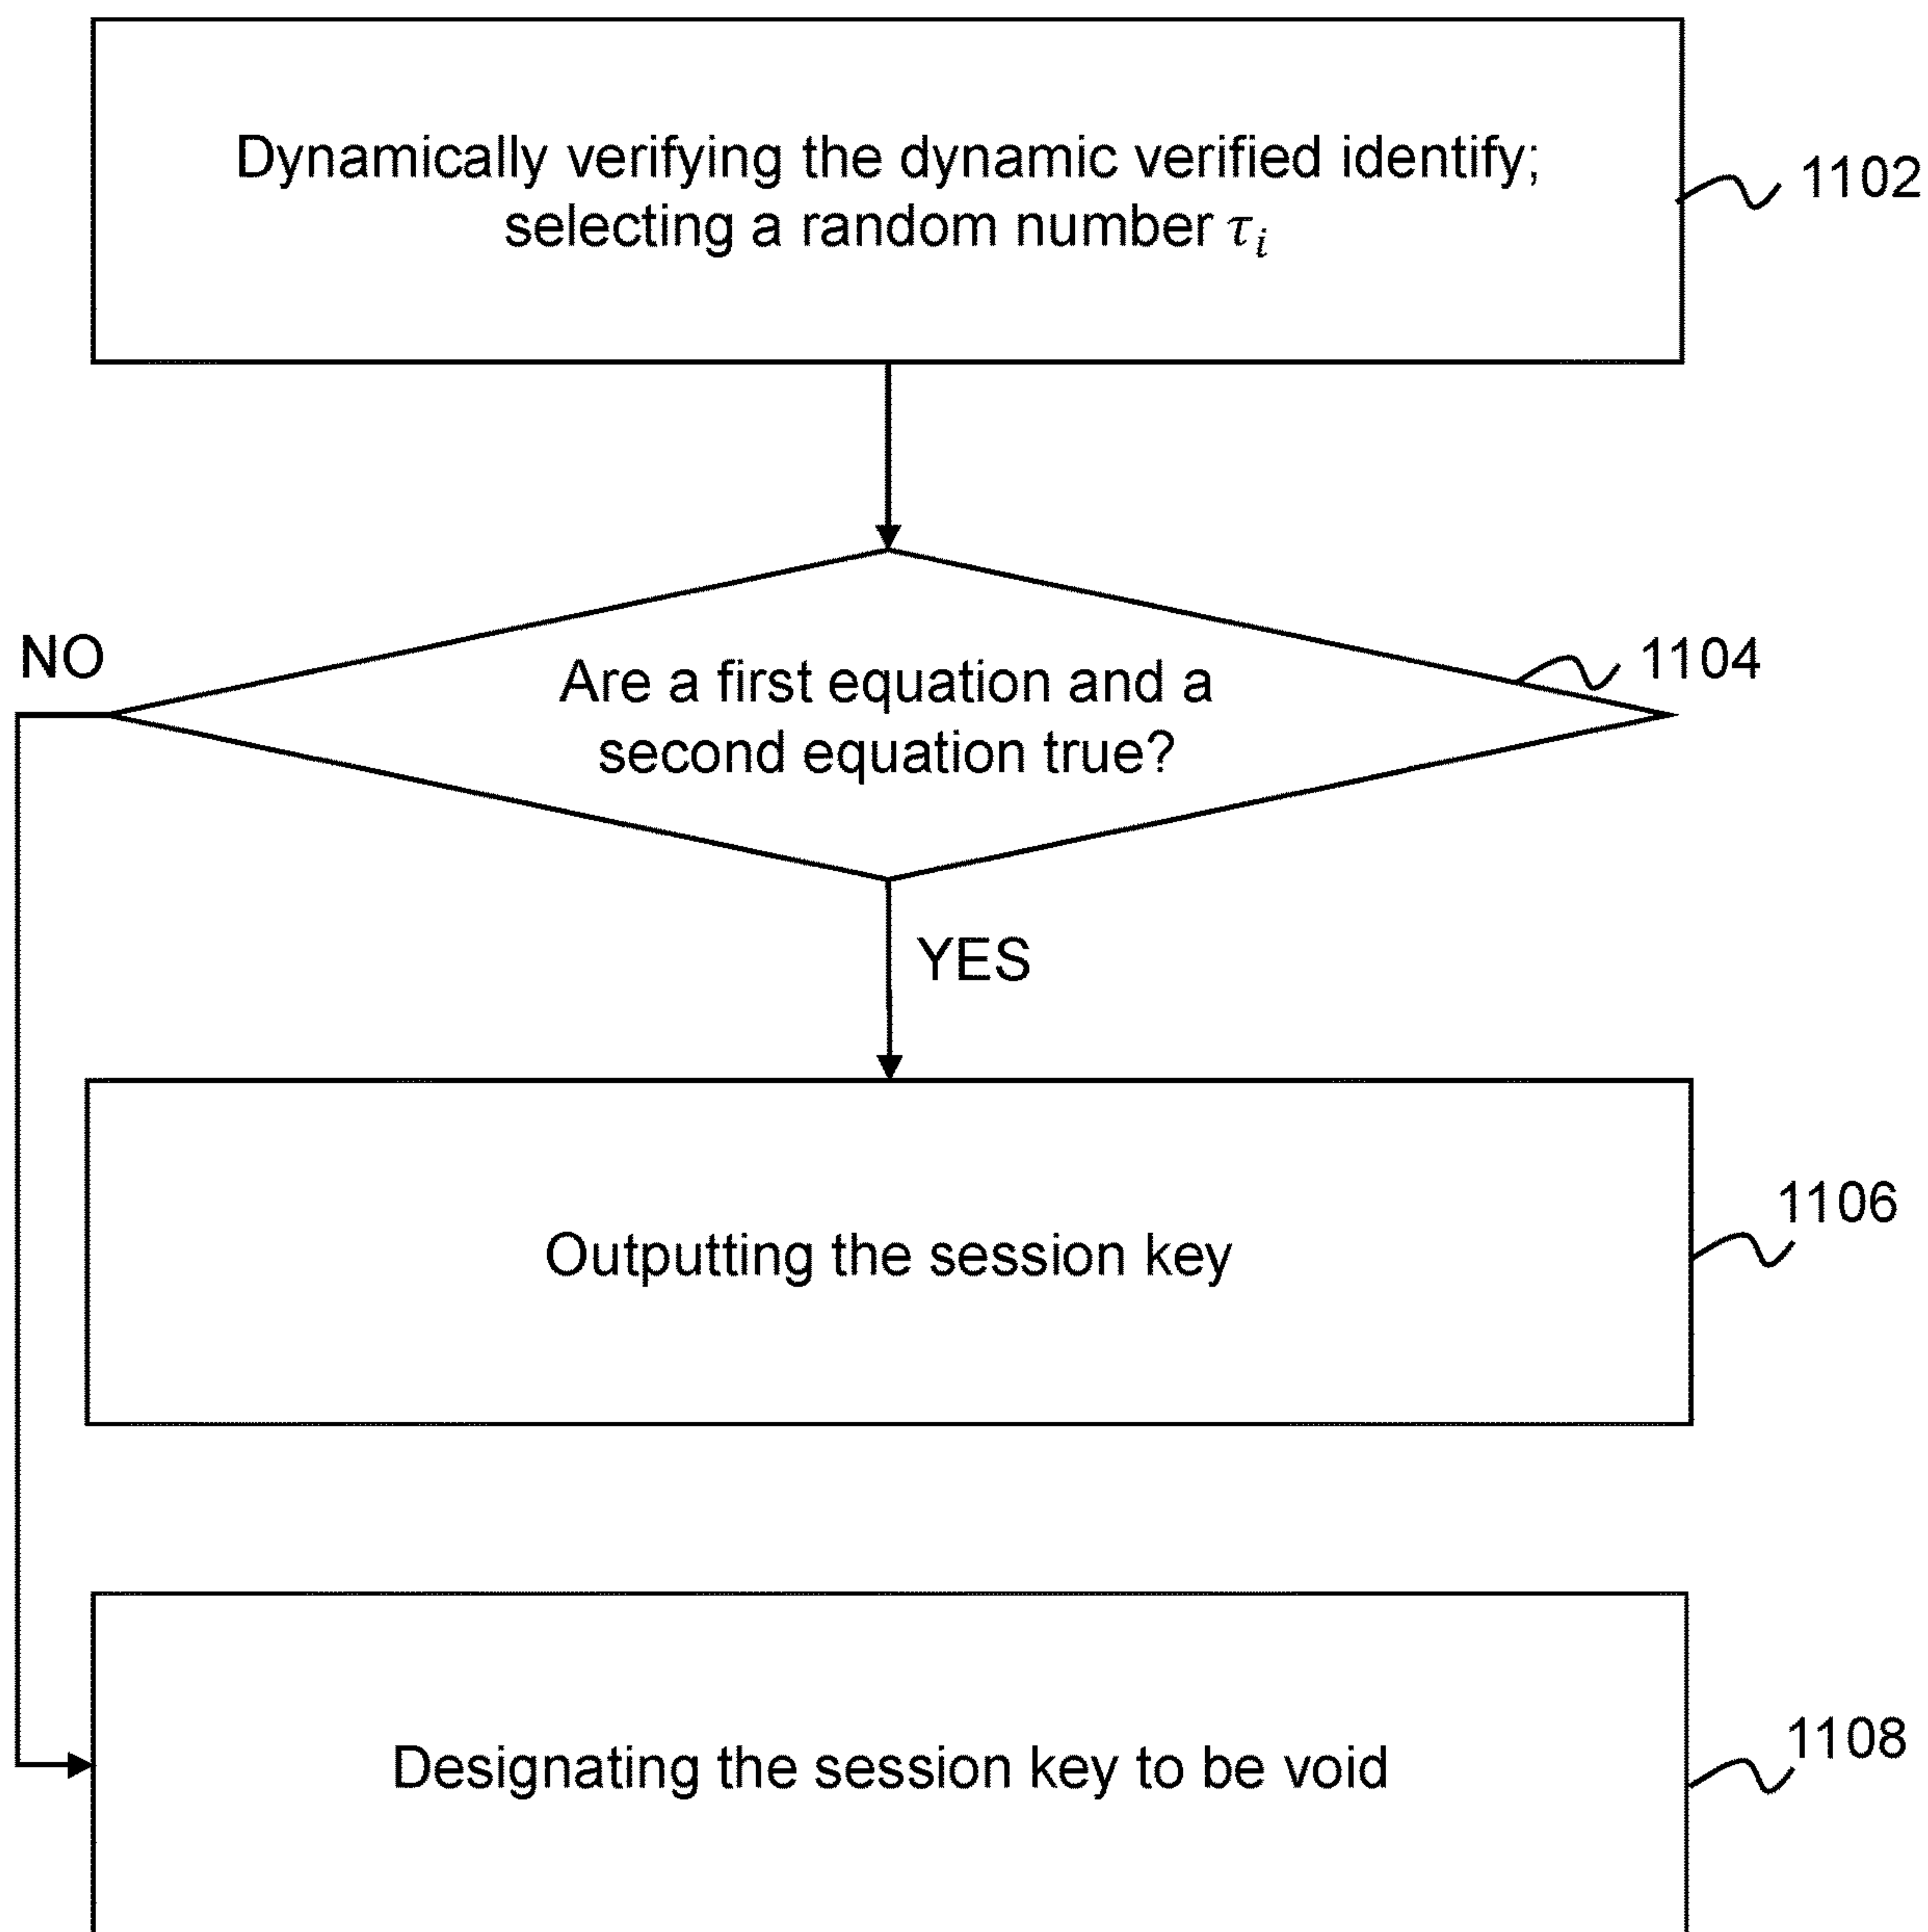 Dynamically verifying the dynamic verified identify;
selecting a random number τᵢ
1102
NO
Are a first equation and a
second equation true?
1104
YES
Outputting the session key
1106
Designating the session key to be void
1108